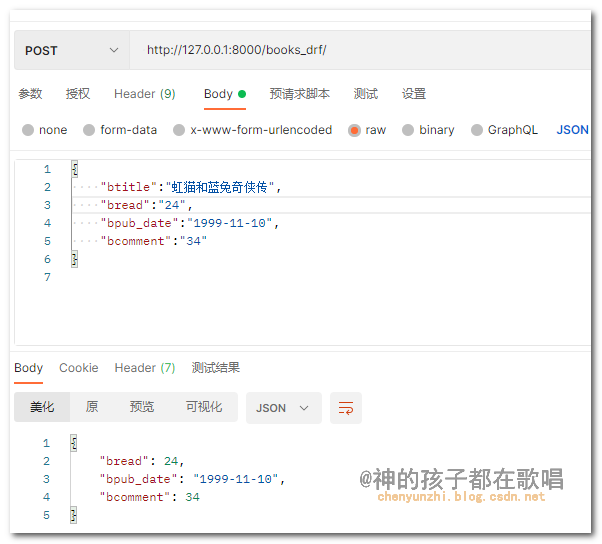 POST http://127.0.0.1:8000/books_drf/
参数 授权 Header (9) Body 预请求脚本 测试 设置
none form-data x-www-form-urlencoded raw binary GraphQL JSON
1 {
2 "btitle":"虹猫和蓝兔奇侠传",
3 "bread":"24",
4 "bpub_date":"1999-11-10",
5 "bcomment":"34"
6 }
7
Body Cookie Header (7) 测试结果
美化 原 预览 可视化 JSON
1 {
2 "bread": 24,
3 "bpub_date": "1999-11-10",
4 "bcomment": 34
5 }
@神的孩子都在歌唱
chenyunzhi.blog.csdn.net